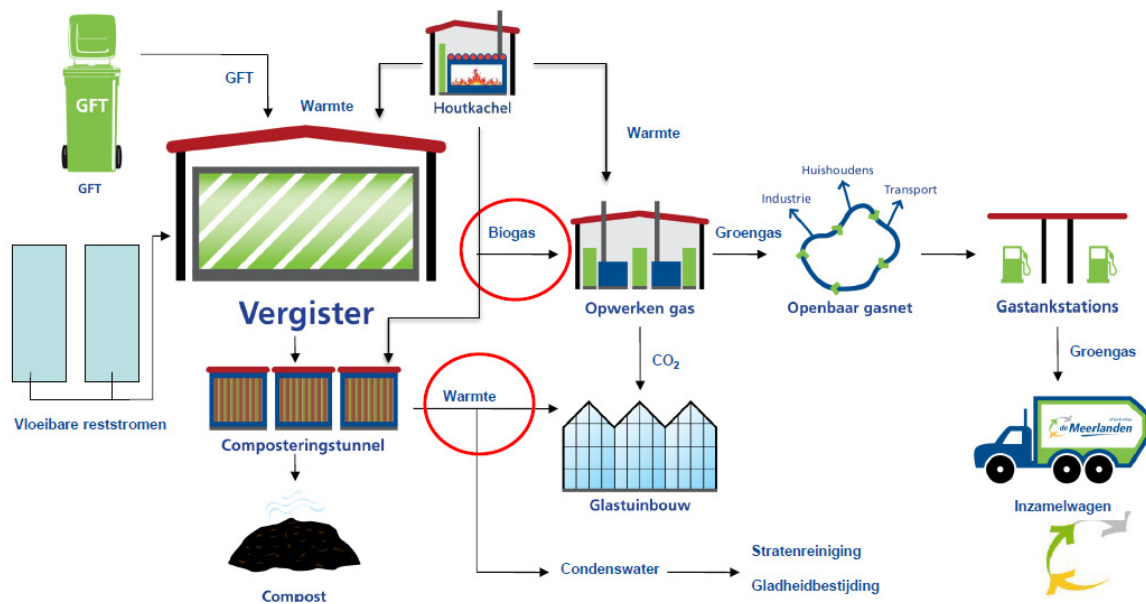 GFT
GFT
GFT
Warmte
Houtkachel
Warmte
Vergister
Vloeibare reststromen
Biogas
Opwerken gas
Groengas
Industrie
Huishoudens
Transport
Openbaar gasnet
Gastankstations
Groengas
de Meerlanden
Inzamelwagen
CO₂
Composteringstunnel
Warmte
Glastuinbouw
Compost
Condenswater
Stratenreiniging
Gladheidbestijding